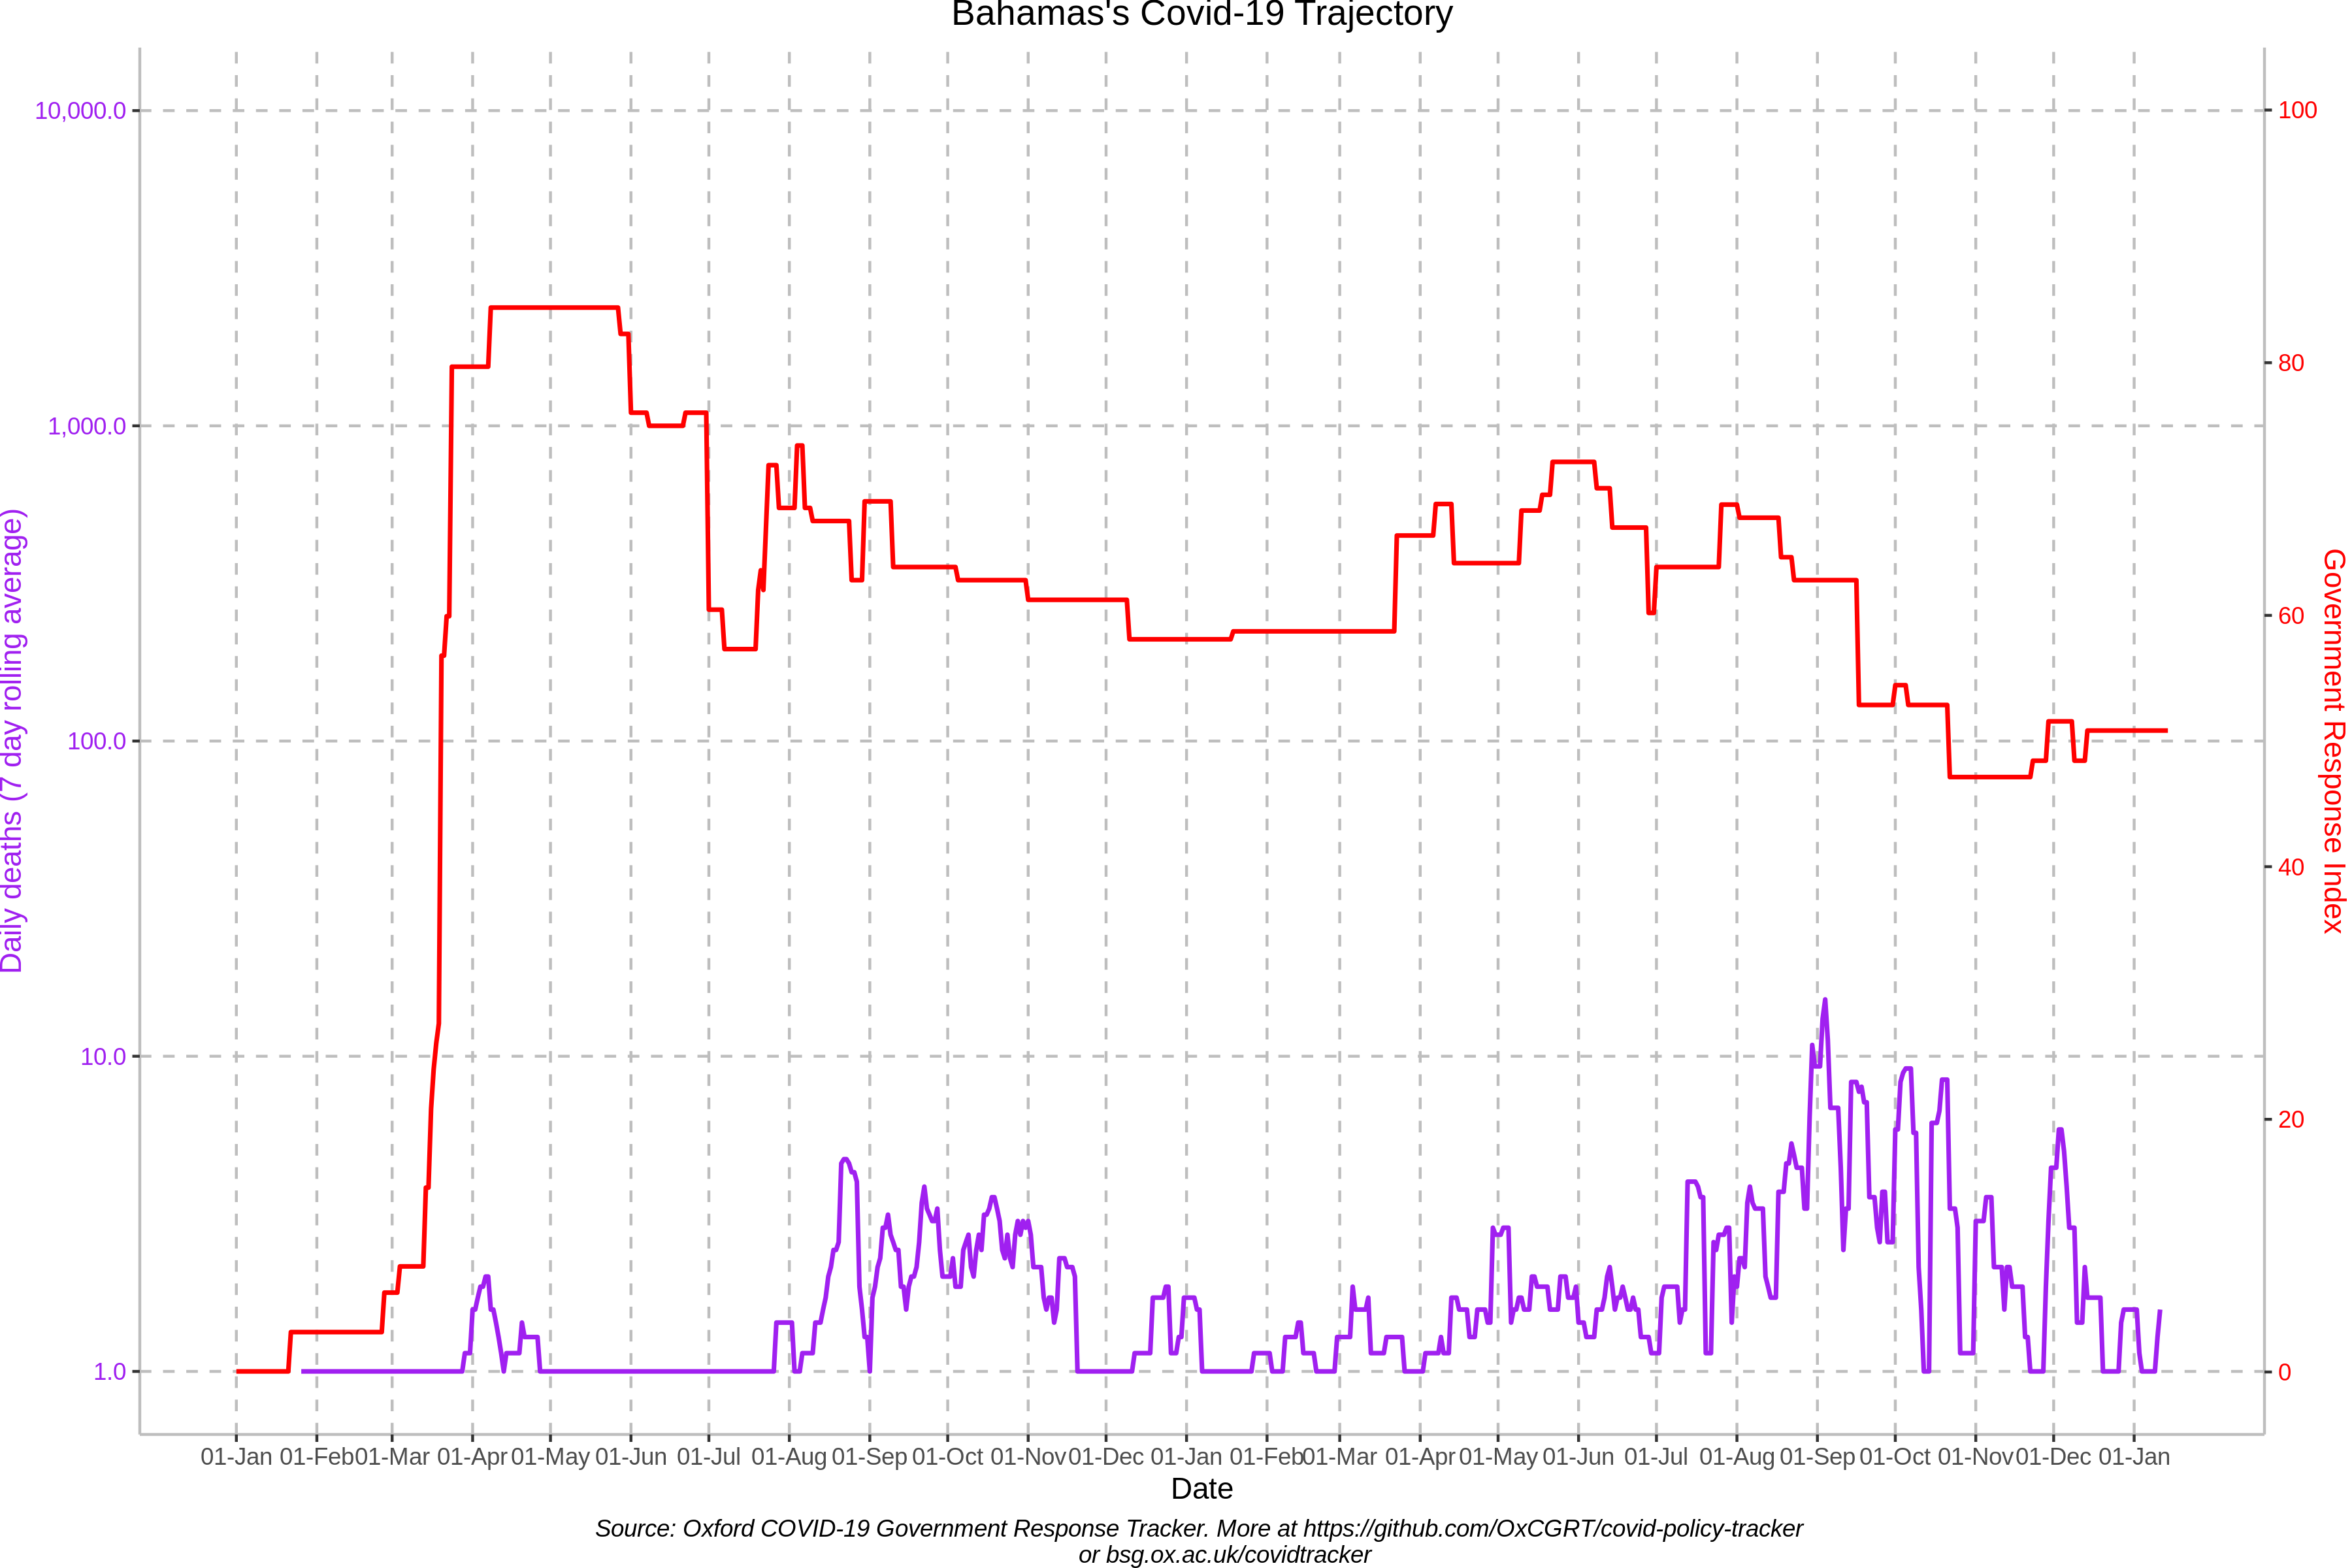 Bahamas's Covid-19 Trajectory
10,000.0
1,000.0
100.0
10.0
1.0
Daily deaths (7 day rolling average)
100
80
60
40
20
0
Government Response Index
01-Jan 01-Feb 01-Mar 01-Apr 01-May 01-Jun 01-Jul 01-Aug 01-Sep 01-Oct 01-Nov 01-Dec 01-Jan 01-Feb 01-Mar 01-Apr 01-May 01-Jun 01-Jul 01-Aug 01-Sep 01-Oct 01-Nov 01-Dec 01-Jan
Date
Source: Oxford COVID-19 Government Response Tracker. More at https://github.com/OxCGRT/covid-policy-tracker
or bsg.ox.ac.uk/covidtracker